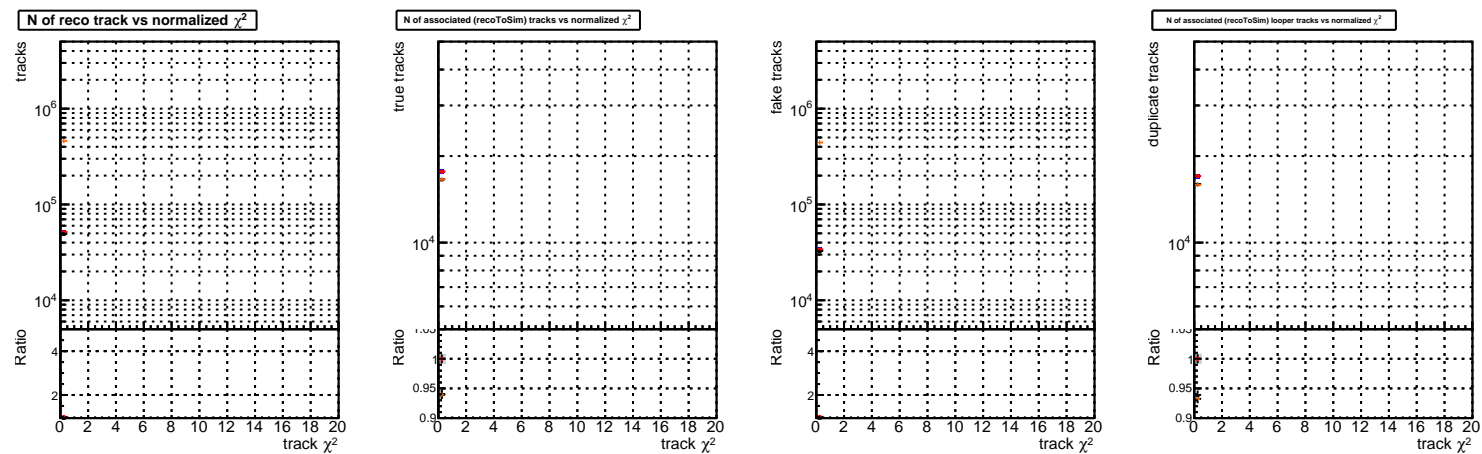 N of reco track vs normalized χ²
tracks
10⁶
10⁵
10⁴
Ratio
4
2
0 2 4 6 8 10 12 14 16 18 20
track χ²
N of associated (recoToSim) tracks vs normalized χ²
true tracks
10⁴
Ratio
1.05
1
0.95
0.9
0 2 4 6 8 10 12 14 16 18 20
track χ²
fake tracks
10⁶
10⁵
10⁴
Ratio
4
2
0 2 4 6 8 10 12 14 16 18 20
track χ²
N of associated (recoToSim) looper tracks vs normalized χ²
duplicate tracks
10⁴
Ratio
1.05
1
0.95
0.9
0 2 4 6 8 10 12 14 16 18 20
track χ²